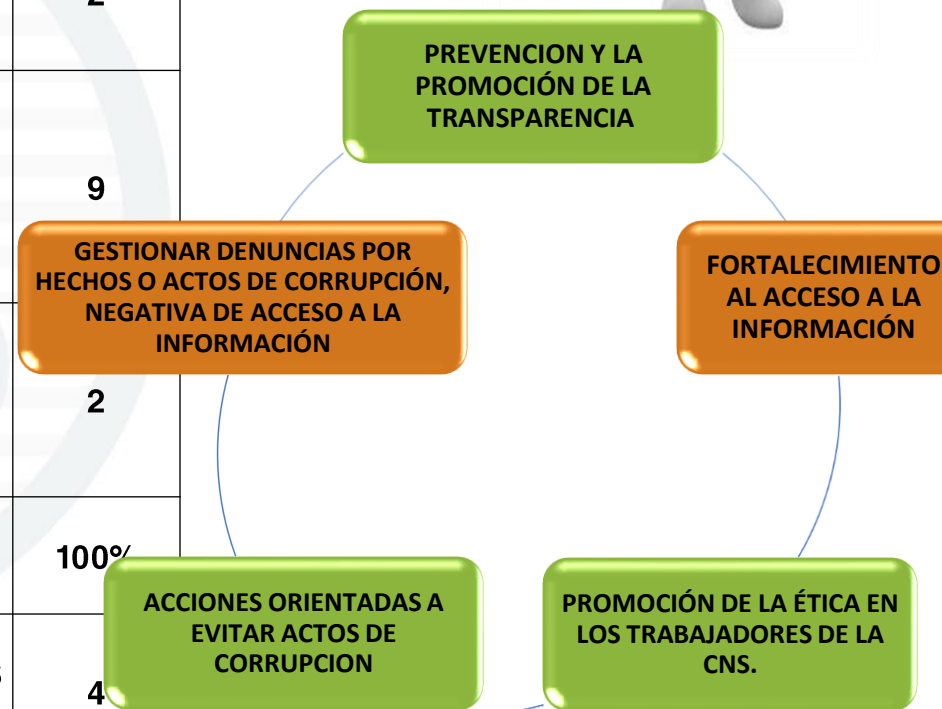 PREVENCION Y LA
PROMOCIÓN DE LA
TRANSPARENCIA
9
GESTIONAR DENUNCIAS POR
HECHOS O ACTOS DE CORRUPCIÓN,
NEGATIVA DE ACCESO A LA
INFORMACIÓN
FORTALECIMIENTO
AL ACCESO A LA
INFORMACIÓN
2
100%
ACCIONES ORIENTADAS A
EVITAR ACTOS DE
CORRUPCION
PROMOCIÓN DE LA ÉTICA EN
LOS TRABAJADORES DE LA
CNS.
4